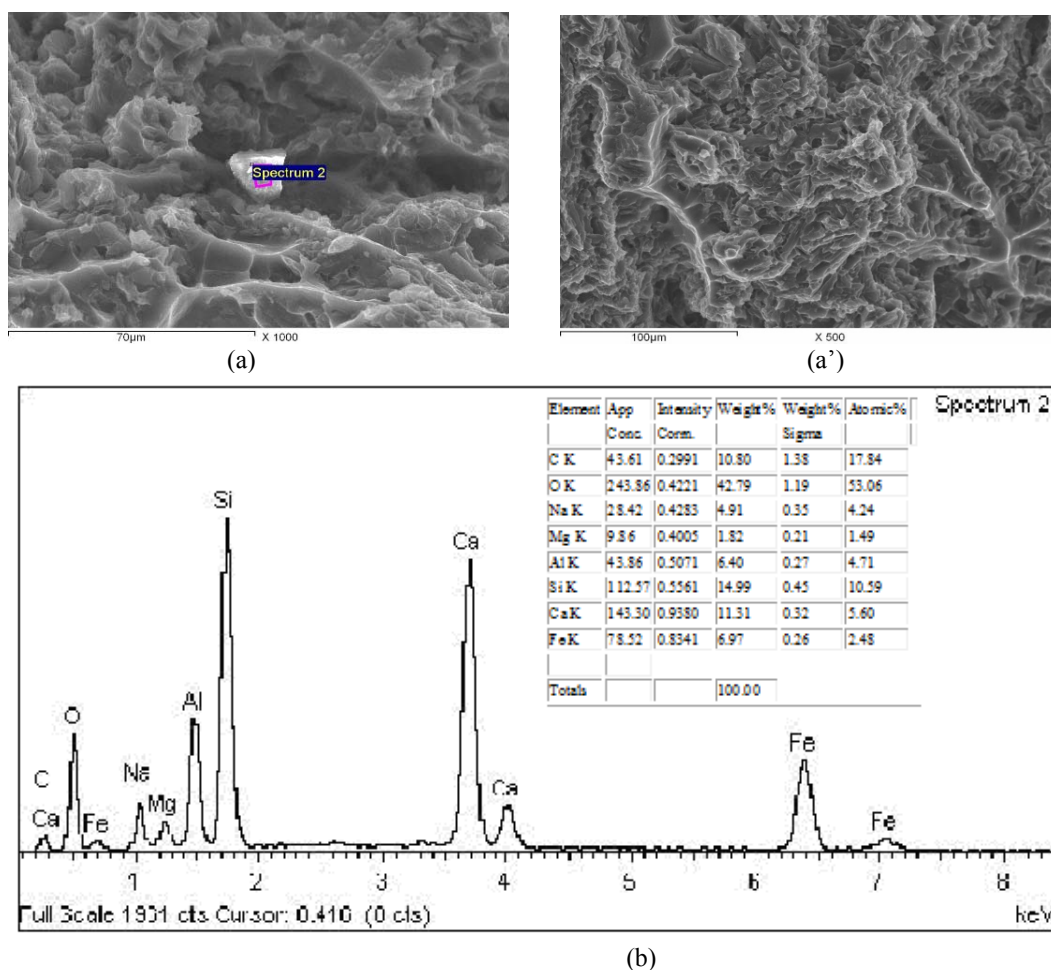 Spectrum 2
70µm X 1000
100µm X 500
(a) (a’)
Spectrum 2
Element App Intensity Weight% Weight% Atomic%
Conc. Corrn. Sigma
C K 43.61 0.2991 10.80 1.38 17.84
O K 243.86 0.4221 42.79 1.19 53.06
Na K 28.42 0.4283 4.91 0.35 4.24
Mg K 9.86 0.4005 1.82 0.21 1.49
Al K 43.86 0.5071 6.40 0.27 4.71
Si K 112.57 0.5561 14.99 0.45 10.59
Ca K 143.30 0.9380 11.31 0.32 5.60
Fe K 78.52 0.8341 6.97 0.26 2.48
Totals 100.00
Si
Ca
O Al
C Na Fe
Ca Fe Mg Ca Fe
1 2 3 4 5 6 7 8
Full Scale 1931 cts Cursor: 0.410 (0 cts) keV
(b)